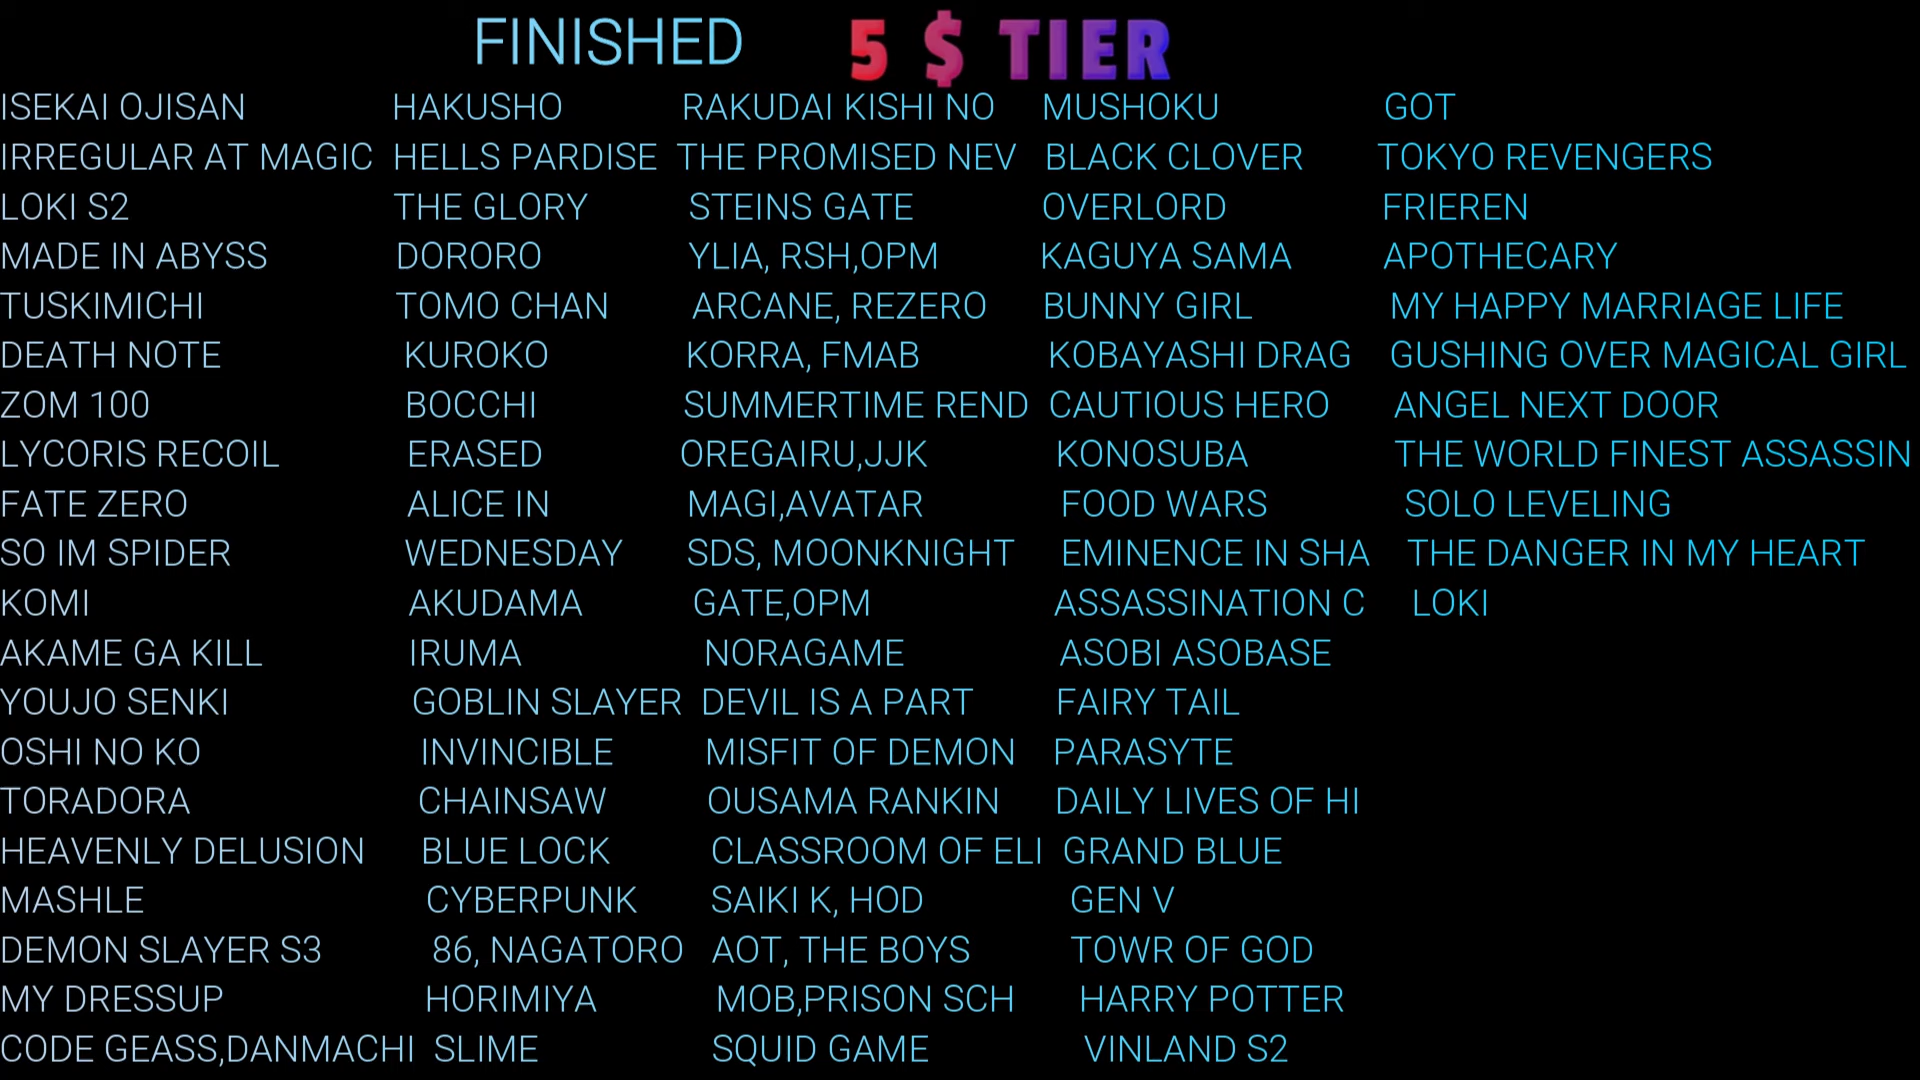 FINISHED 5 $ TIER
ISEKAI OJISAN HAKUSHO RAKUDAI KISHI NO MUSHOKU GOT
IRREGULAR AT MAGIC HELLS PARDISE THE PROMISED NEV BLACK CLOVER TOKYO REVENGERS
LOKI S2 THE GLORY STEINS GATE OVERLORD FRIEREN
MADE IN ABYSS DORORO YLIA, RSH,OPM KAGUYA SAMA APOTHECARY
TUSKIMICHI TOMO CHAN ARCANE, REZERO BUNNY GIRL MY HAPPY MARRIAGE LIFE
DEATH NOTE KUROKO KORRA, FMAB KOBAYASHI DRAG GUSHING OVER MAGICAL GIRL
ZOM 100 BOCCHI SUMMERTIME REND CAUTIOUS HERO ANGEL NEXT DOOR
LYCORIS RECOIL ERASED OREGAIRU,JJK KONOSUBA THE WORLD FINEST ASSASSIN
FATE ZERO ALICE IN MAGI,AVATAR FOOD WARS SOLO LEVELING
SO IM SPIDER WEDNESDAY SDS, MOONKNIGHT EMINENCE IN SHA THE DANGER IN MY HEART
KOMI AKUDAMA GATE,OPM ASSASSINATION C LOKI
AKAME GA KILL IRUMA NORAGAME ASOBI ASOBASE
YOUJO SENKI GOBLIN SLAYER DEVIL IS A PART FAIRY TAIL
OSHI NO KO INVINCIBLE MISFIT OF DEMON PARASYTE
TORADORA CHAINSAW OUSAMA RANKIN DAILY LIVES OF HI
HEAVENLY DELUSION BLUE LOCK CLASSROOM OF ELI GRAND BLUE
MASHLE CYBERPUNK SAIKI K, HOD GEN V
DEMON SLAYER S3 86, NAGATORO AOT, THE BOYS TOWR OF GOD
MY DRESSUP HORIMIYA MOB,PRISON SCH HARRY POTTER
CODE GEASS,DANMACHI SLIME SQUID GAME VINLAND S2